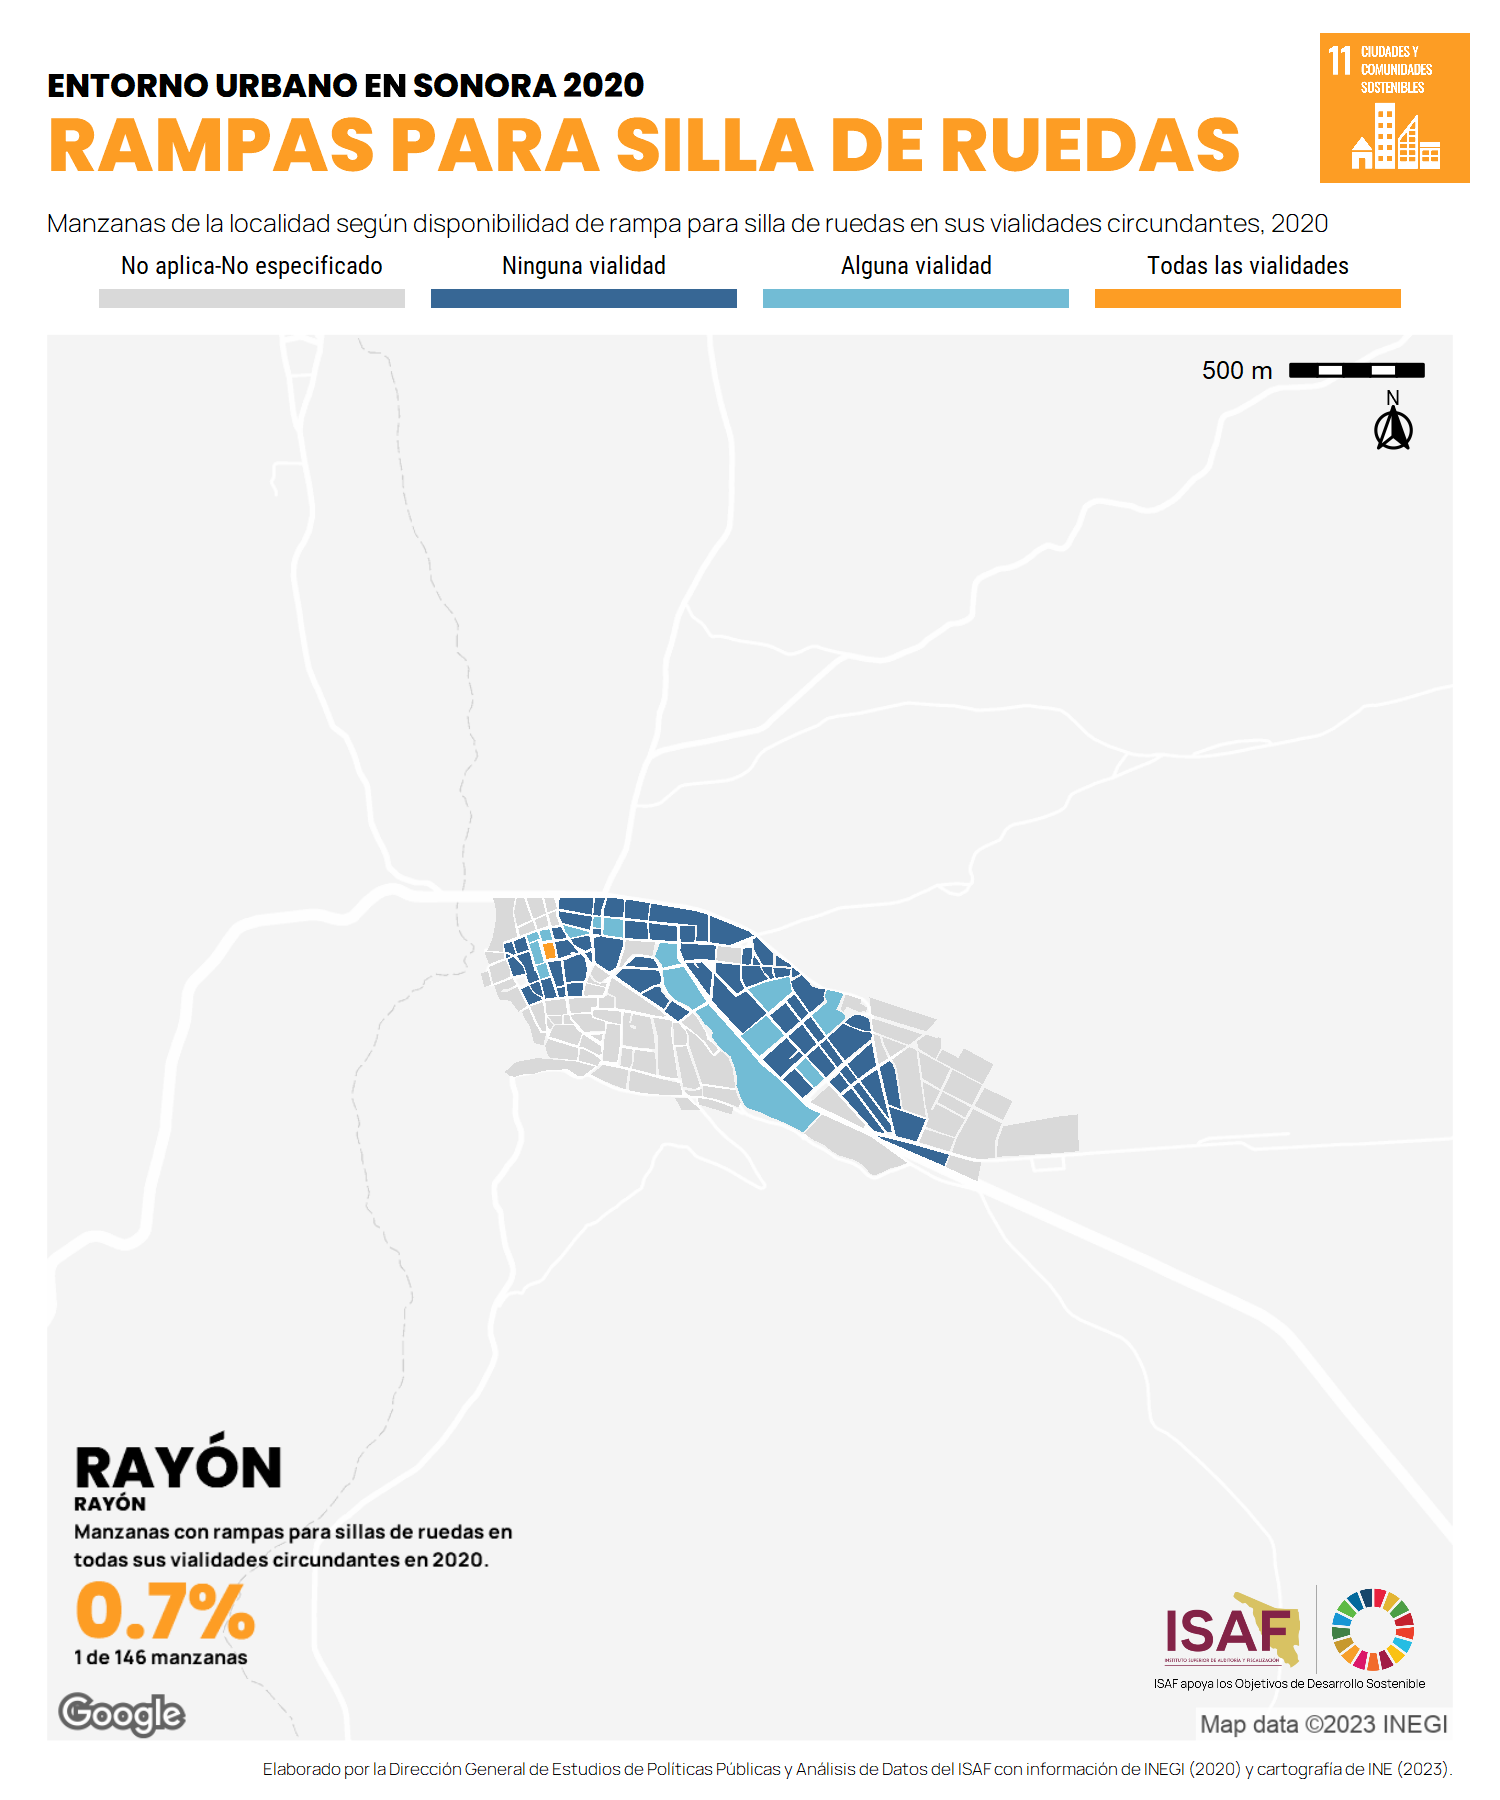 ENTORNO URBANO EN SONORA 2020
RAMPAS PARA SILLA DE RUEDAS
11 CIUDADES Y
COMUNIDADES
SOSTENIBLES
Manzanas de la localidad según disponibilidad de rampa para silla de ruedas en sus vialidades circundantes, 2020
No aplica-No especificado Ninguna vialidad Alguna vialidad Todas las vialidades
500 m
N
RAYÓN
RAYÓN
Manzanas con rampas para sillas de ruedas en
todas sus vialidades circundantes en 2020.
0.7%
1 de 146 manzanas
Google
ISAF
INSTITUTO SUPERIOR DE AUDITORÍA Y FISCALIZACIÓN
ISAF apoya los Objetivos de Desarrollo Sostenible
Map data ©2023 INEGI
Elaborado por la Dirección General de Estudios de Políticas Públicas y Análisis de Datos del ISAF con información de INEGI (2020) y cartografía de INE (2023).